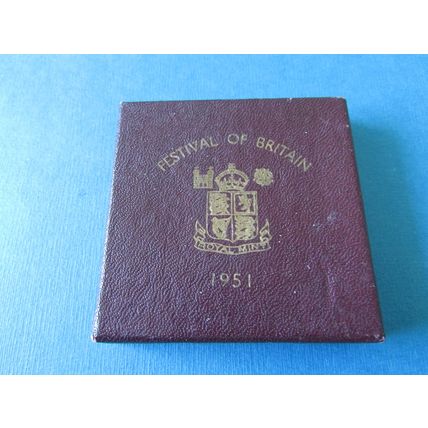 FESTIVAL OF BRITAIN
ROYAL MINT
1951